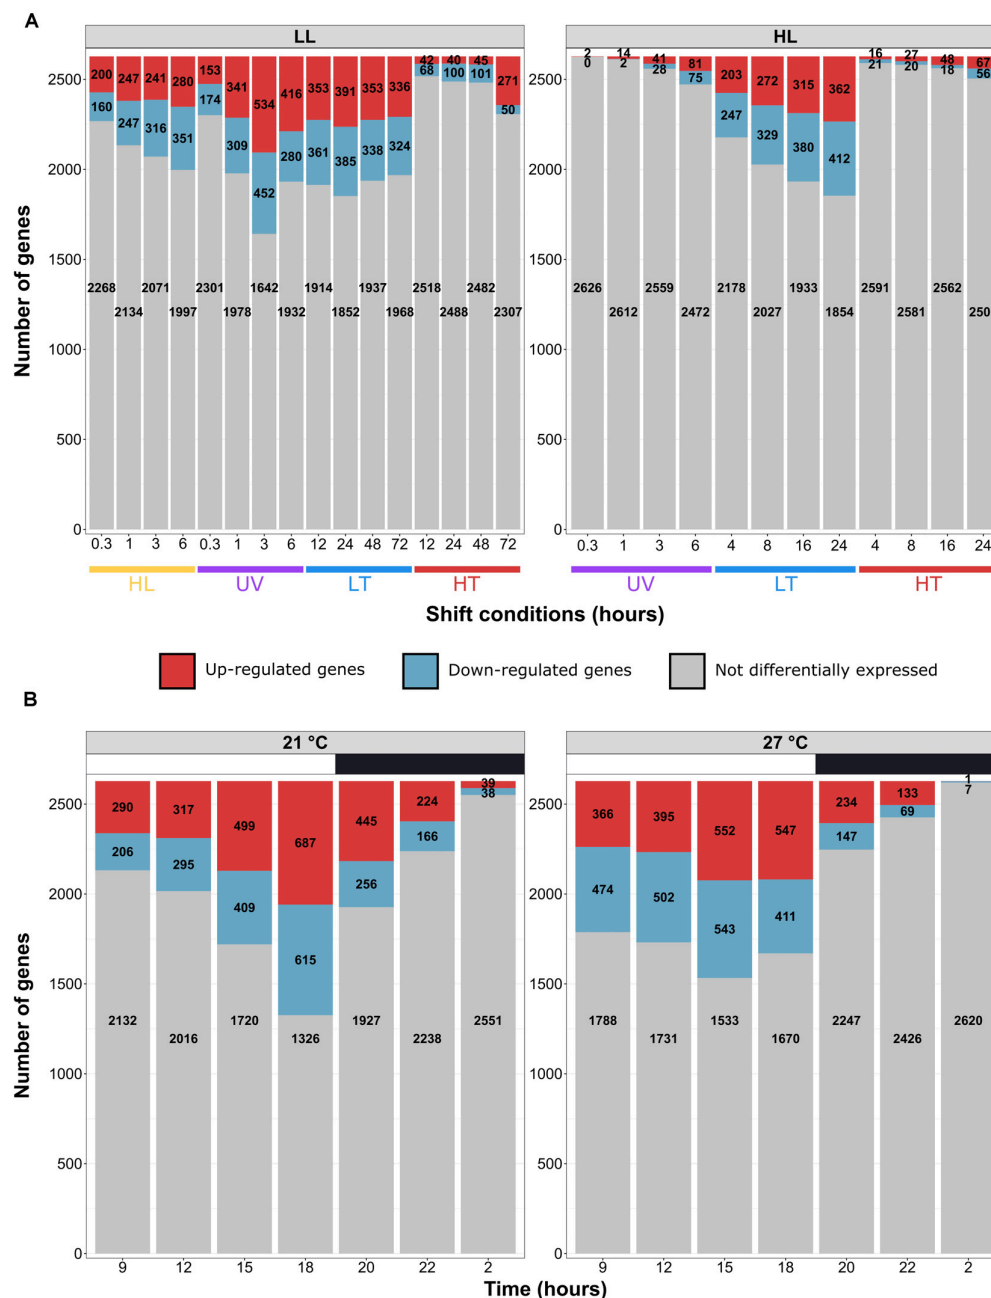 A
LL HL
Number of genes
2500
2000
1500
1000
500
0
200 247 241 280 153 341 534 416 353 391 353 336 42 40 45 271
160 247 316 351 174 309 452 280 361 385 338 324 68 100 101 50
2268 2134 2071 1997 2301 1978 1642 1932 1914 1852 1937 1968 2518 2488 2482 2307
2 14 41 81 203 272 315 362 16 27 48 67
0 2 28 75 247 329 380 412 21 20 18 56
2626 2612 2559 2472 2178 2027 1933 1854 2591 2581 2562 250
0.3 1 3 6 0.3 1 3 6 12 24 48 72 12 24 48 72
0.3 1 3 6 4 8 16 24 4 8 16 24
HL UV LT HT UV LT HT
Shift conditions (hours)
Up-regulated genes Down-regulated genes Not differentially expressed
B
21 °C 27 °C
Number of genes
2500
2000
1500
1000
500
0
290 317 499 687 445 224 39
206 295 409 615 256 166 38
2132 2016 1720 1326 1927 2238 2551
366 395 552 547 234 133 1
474 502 543 411 147 69 7
1788 1731 1533 1670 2247 2426 2620
9 12 15 18 20 22 2
9 12 15 18 20 22 2
Time (hours)